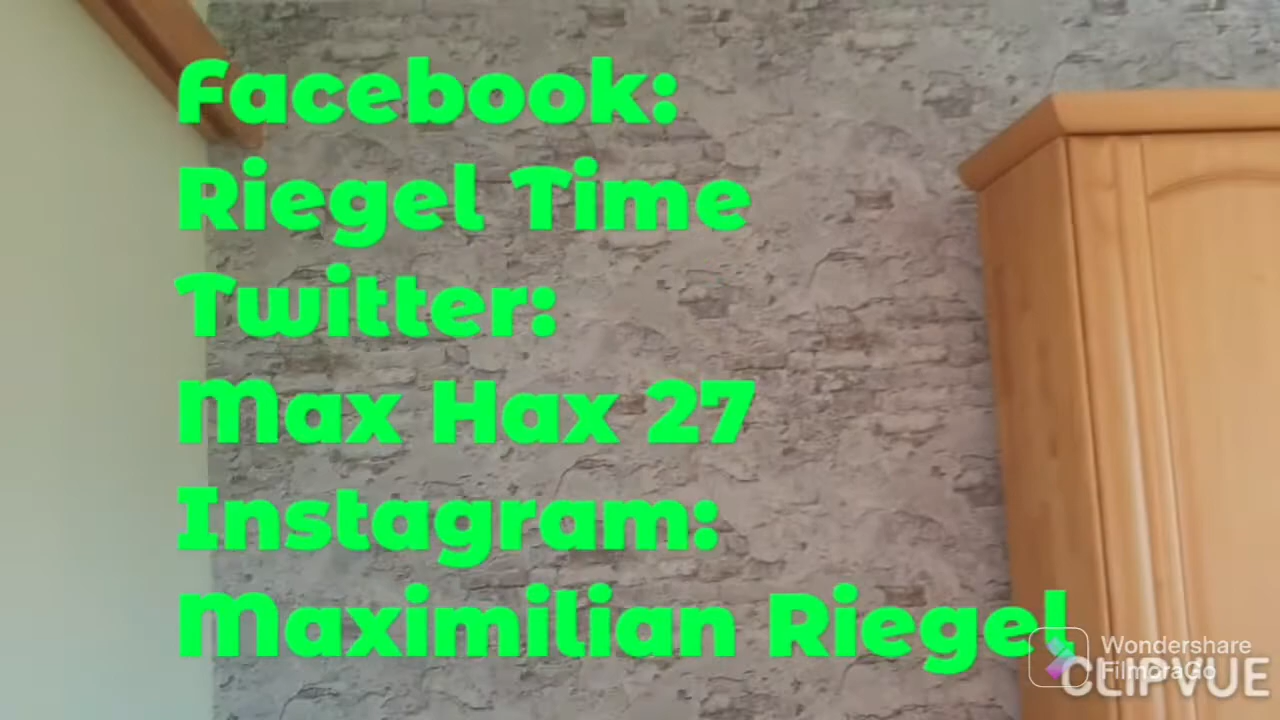 Facebook:
Riegel Time
Twitter:
Max Hax 27
Instagram:
Maximilian Riegel
Wondershare
FilmoraGo
CLIPVUE